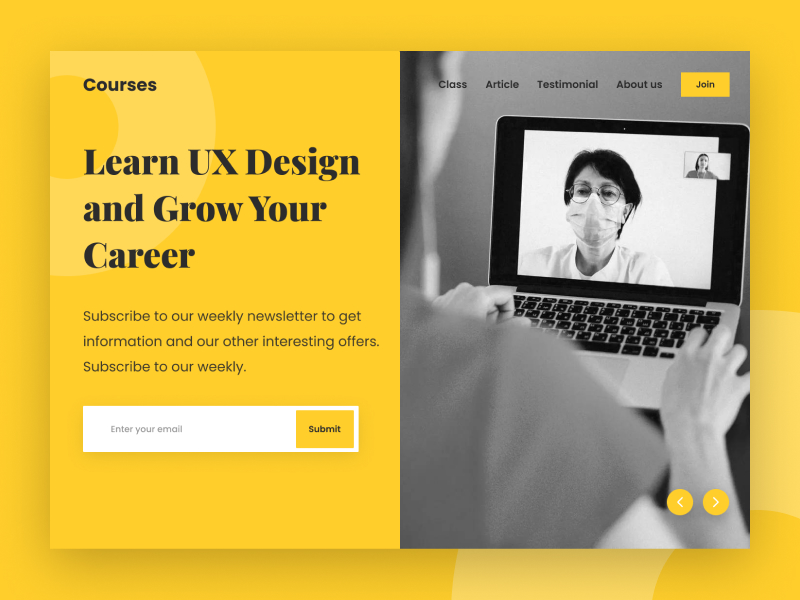 Courses
Class Article Testimonial About us Join
Learn UX Design
and Grow Your
Career
Subscribe to our weekly newsletter to get
information and our other interesting offers.
Subscribe to our weekly.
Enter your email Submit